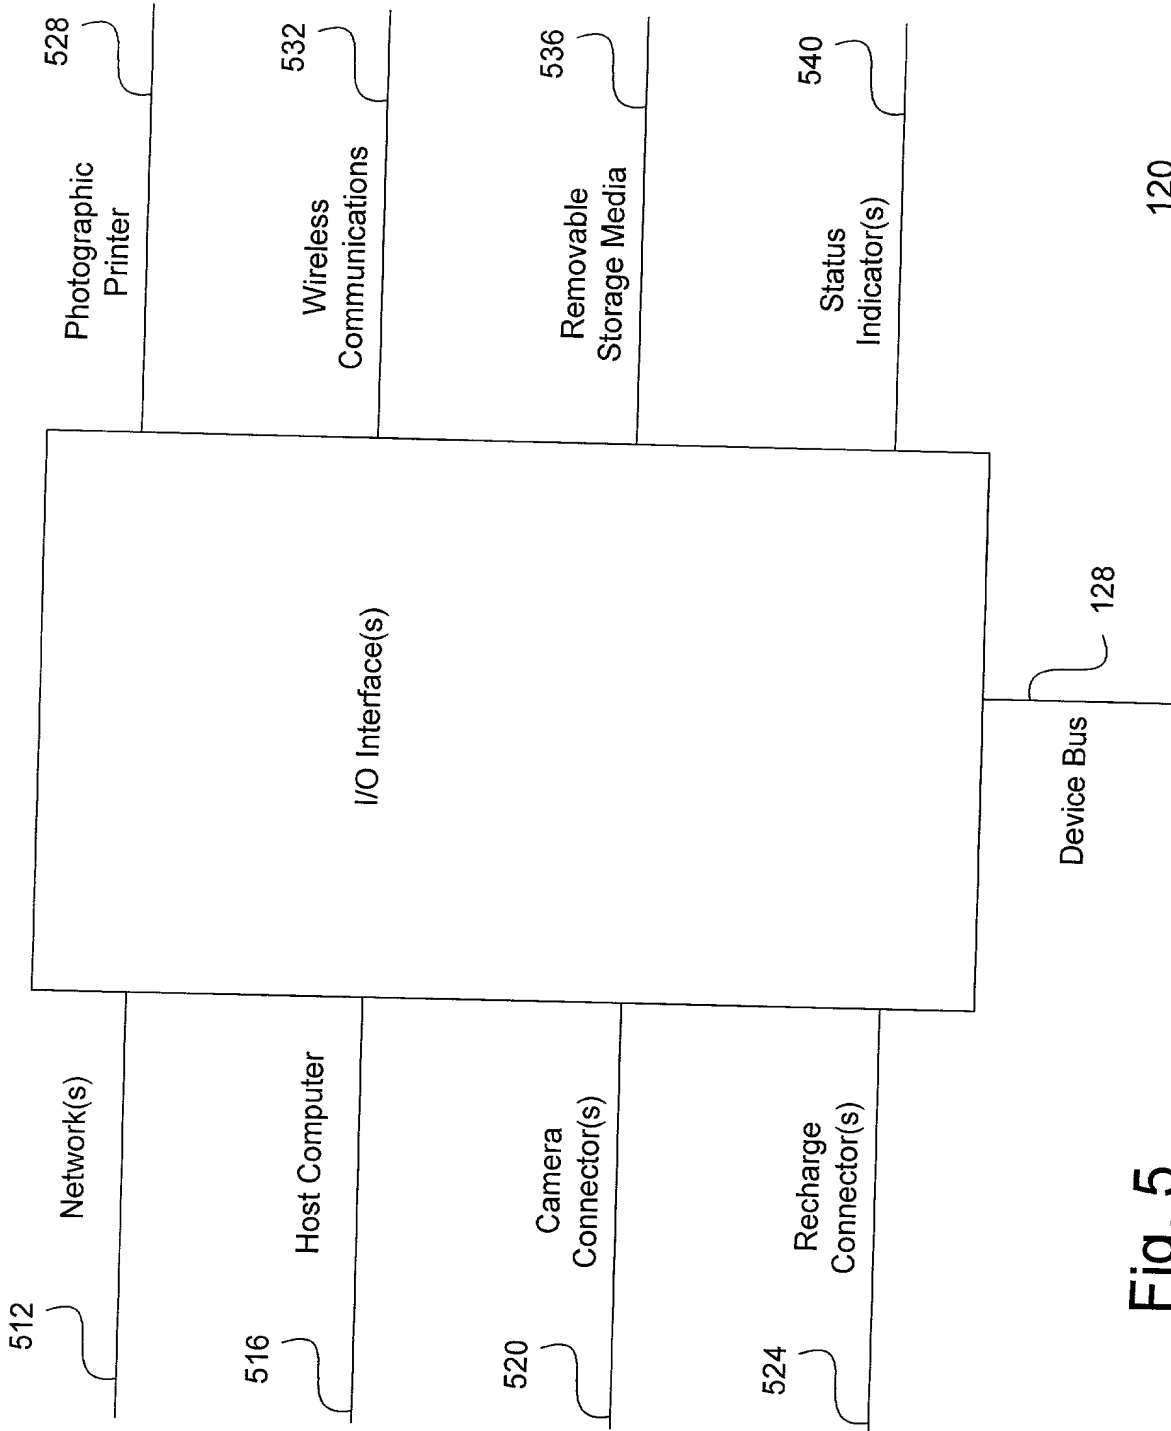 512
Network(s)
516
Host Computer
520
Camera
Connector(s)
524
Recharge
Connector(s)
I/O Interface(s)
528
Photographic
Printer
532
Wireless
Communications
536
Removable
Storage Media
540
Status
Indicator(s)
Device Bus
128
Fig. 5
120